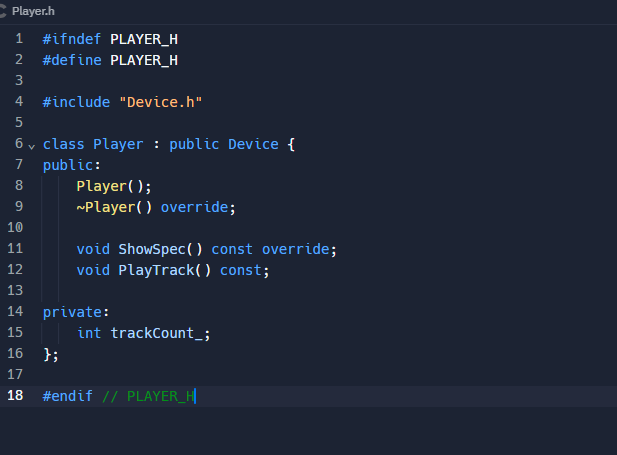 Player.h
1 #ifndef PLAYER_H
2 #define PLAYER_H
3
4 #include "Device.h"
5
6 class Player : public Device {
7 public:
8     Player();
9     ~Player() override;
10
11     void ShowSpec() const override;
12     void PlayTrack() const;
13
14 private:
15     int trackCount_;
16 };
17
18 #endif // PLAYER_H